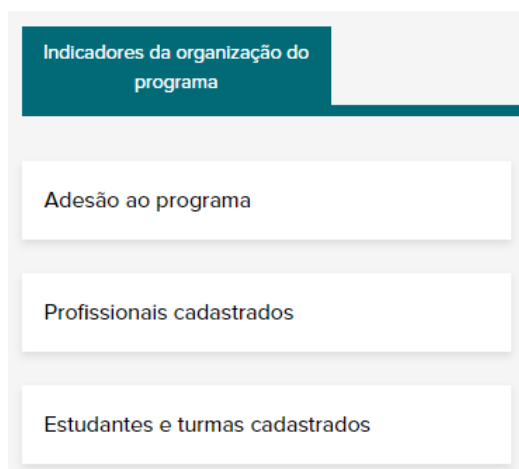 Indicadores da organização do
programa
Adesão ao programa
Profissionais cadastrados
Estudantes e turmas cadastrados